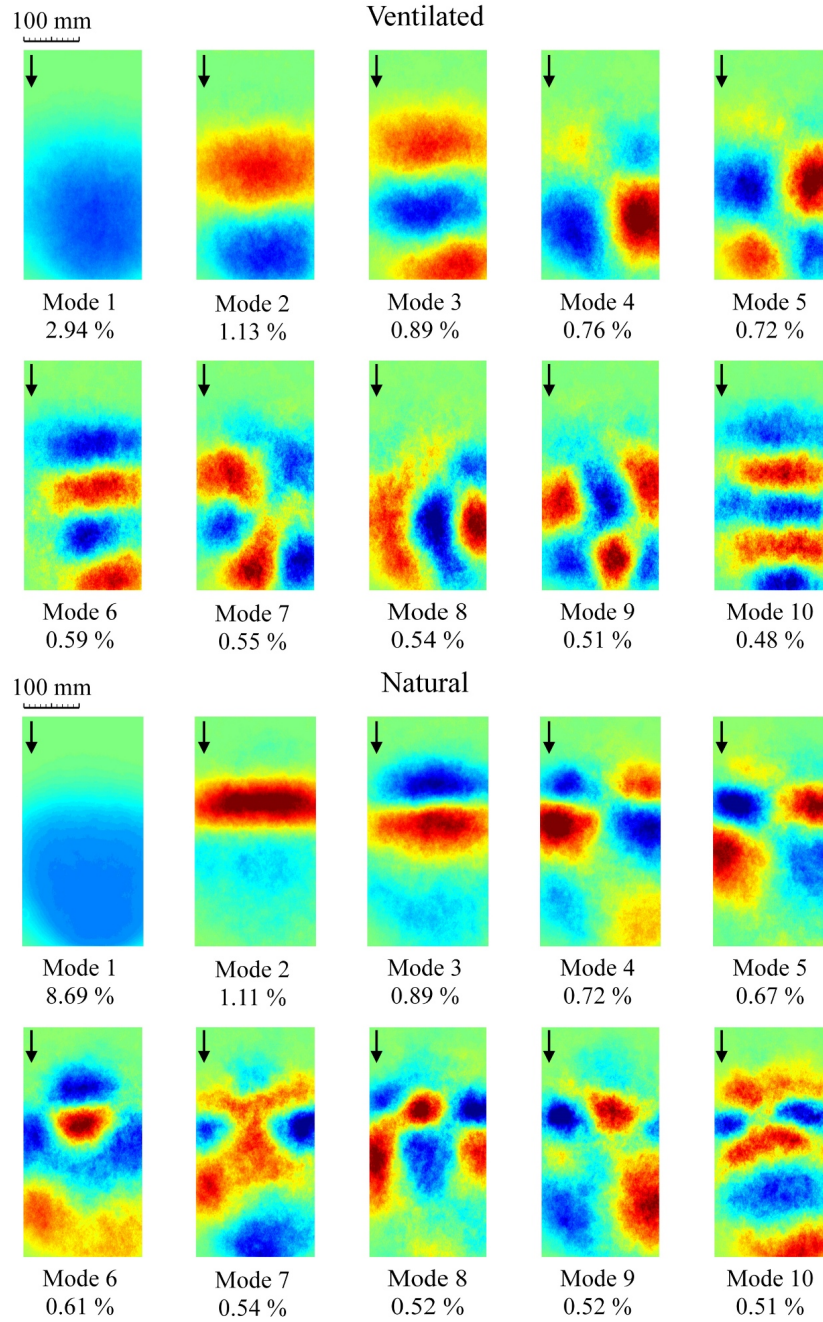 Ventilated
100 mm
Mode 1 Mode 2 Mode 3 Mode 4 Mode 5
2.94 % 1.13 % 0.89 % 0.76 % 0.72 %
Mode 6 Mode 7 Mode 8 Mode 9 Mode 10
0.59 % 0.55 % 0.54 % 0.51 % 0.48 %
Natural
100 mm
Mode 1 Mode 2 Mode 3 Mode 4 Mode 5
8.69 % 1.11 % 0.89 % 0.72 % 0.67 %
Mode 6 Mode 7 Mode 8 Mode 9 Mode 10
0.61 % 0.54 % 0.52 % 0.52 % 0.51 %